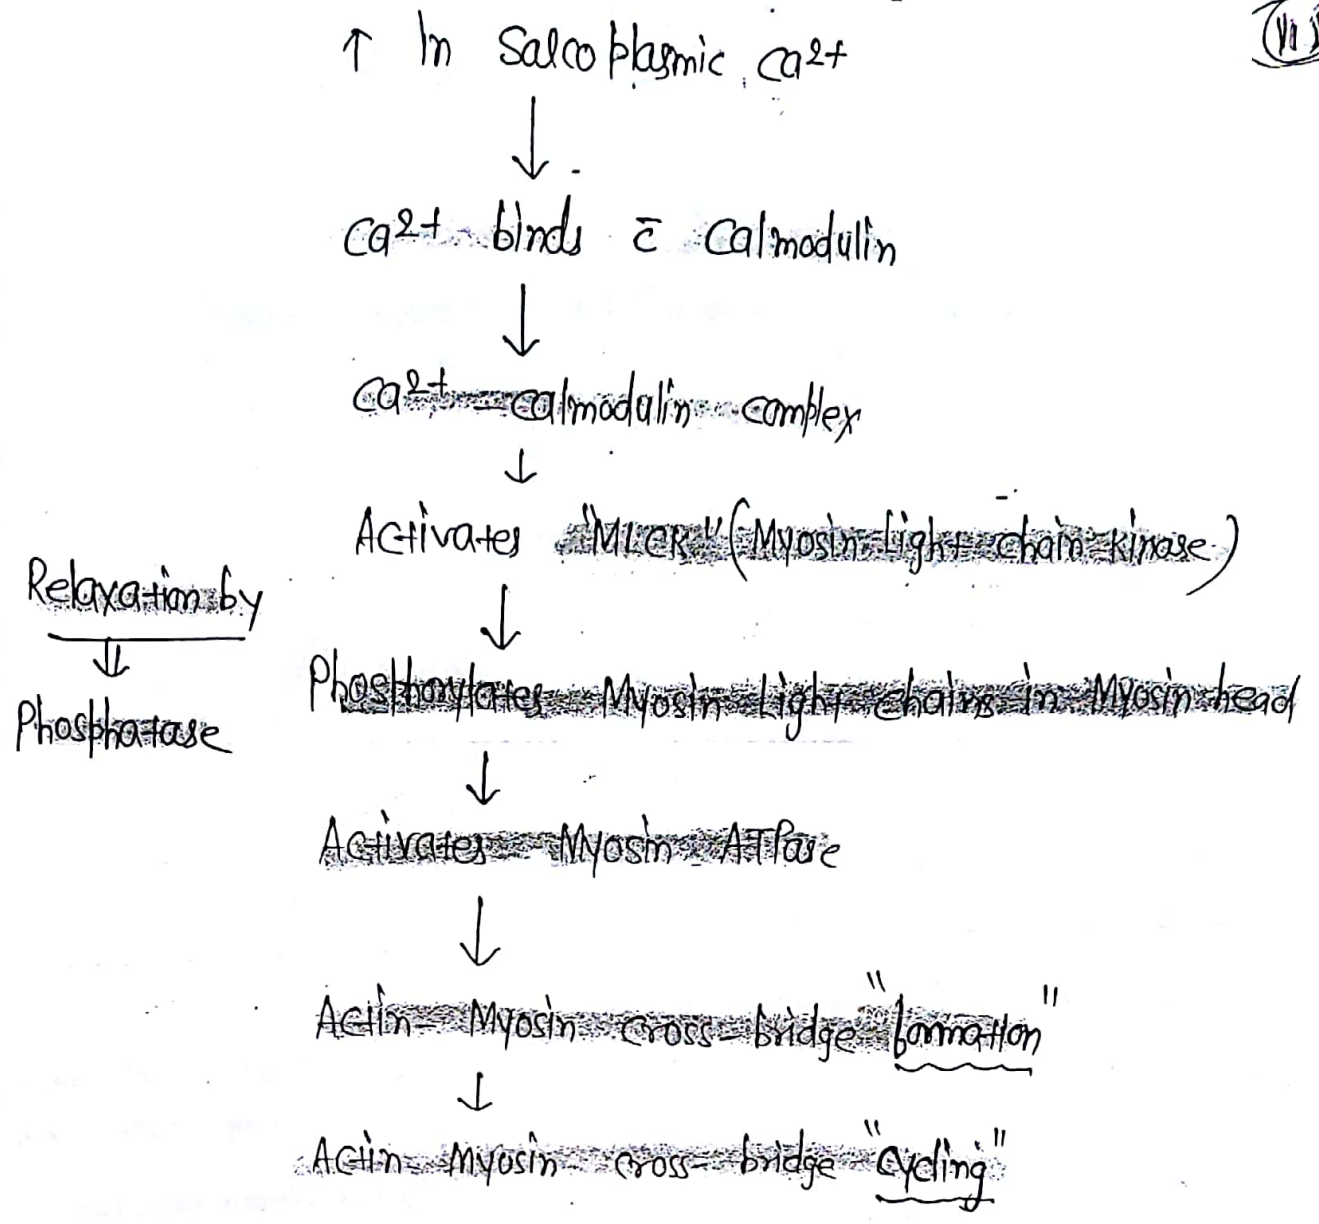 (VI)
↑ In Salcoplasmic Ca2+
↓
Ca2+ binds c̄ Calmodulin
↓
Ca2+ - calmodulin complex
↓
Activates "MLCK" (Myosin Light chain kinase)
↓
Relaxation by
⇓
Phosphatase
Phosphorylates Myosin Light chains in Myosin head
↓
Activates Myosin ATPase
↓
Actin - Myosin cross-bridge "formation"
↓
Actin - Myosin cross-bridge "cycling"